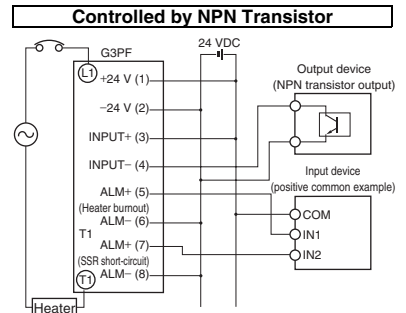 Controlled by NPN Transistor
G3PF
24 VDC
L1
+24 V (1)
−24 V (2)
INPUT+ (3)
INPUT− (4)
ALM+ (5)
(Heater burnout)
ALM− (6)
T1
ALM+ (7)
(SSR short-circuit)
T1
ALM− (8)
Heater
Output device
(NPN transistor output)
Input device
(positive common example)
COM
IN1
IN2